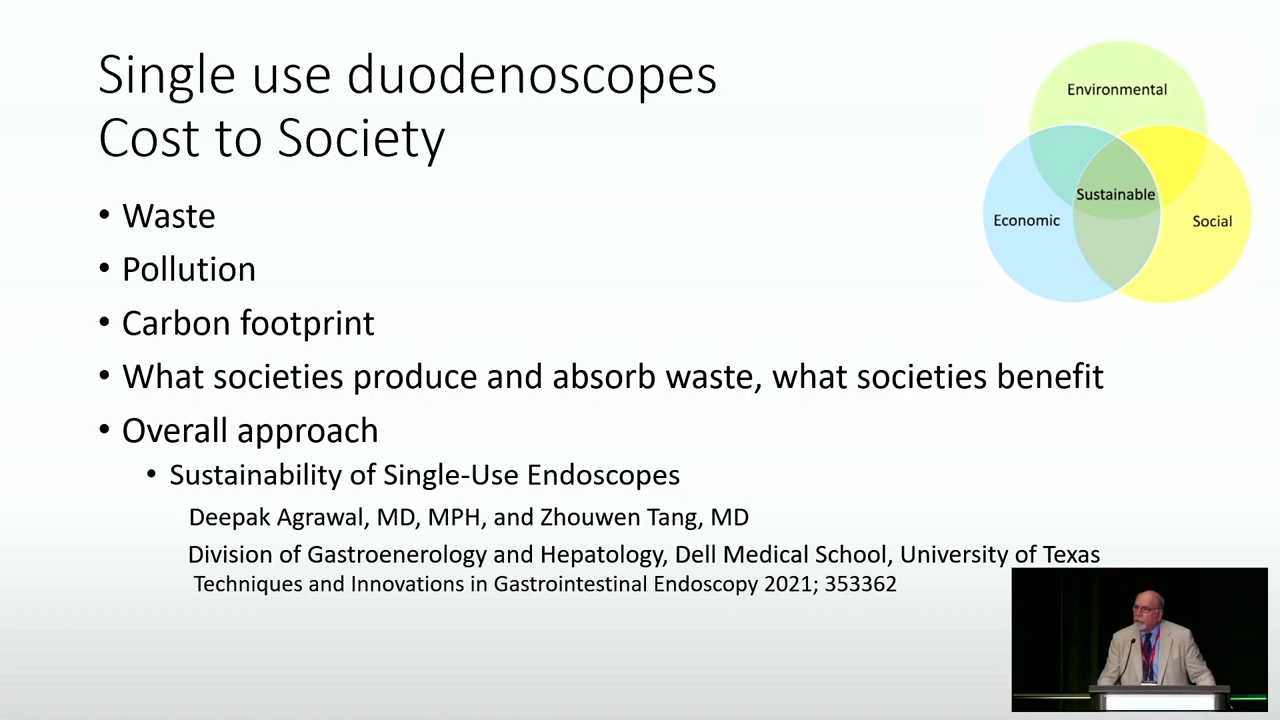 Single use duodenoscopes
Cost to Society
• Waste
• Pollution
• Carbon footprint
• What societies produce and absorb waste, what societies benefit
• Overall approach
• Sustainability of Single-Use Endoscopes
Deepak Agrawal, MD, MPH, and Zhouwen Tang, MD
Division of Gastroenerology and Hepatology, Dell Medical School, University of Texas
Techniques and Innovations in Gastrointestinal Endoscopy 2021; 353362
Environmental
Sustainable
Economic
Social